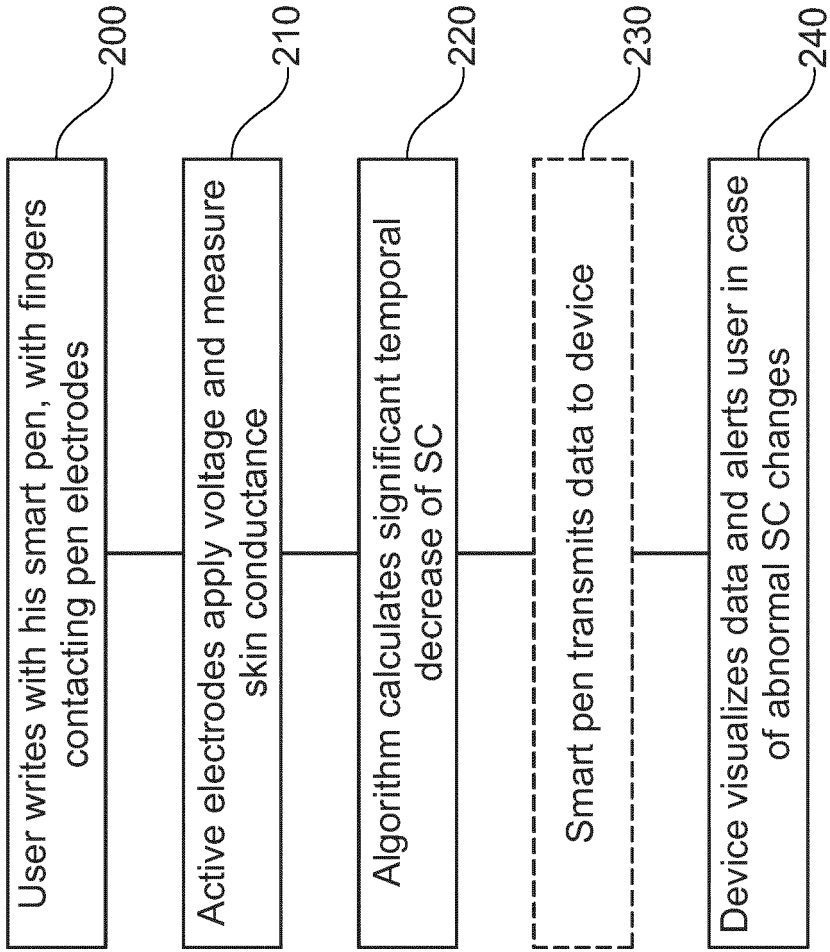 User writes with his smart pen, with fingers
contacting pen electrodes
200
Active electrodes apply voltage and measure
skin conductance
210
Algorithm calculates significant temporal
decrease of SC
220
Smart pen transmits data to device
230
Device visualizes data and alerts user in case
of abnormal SC changes
240